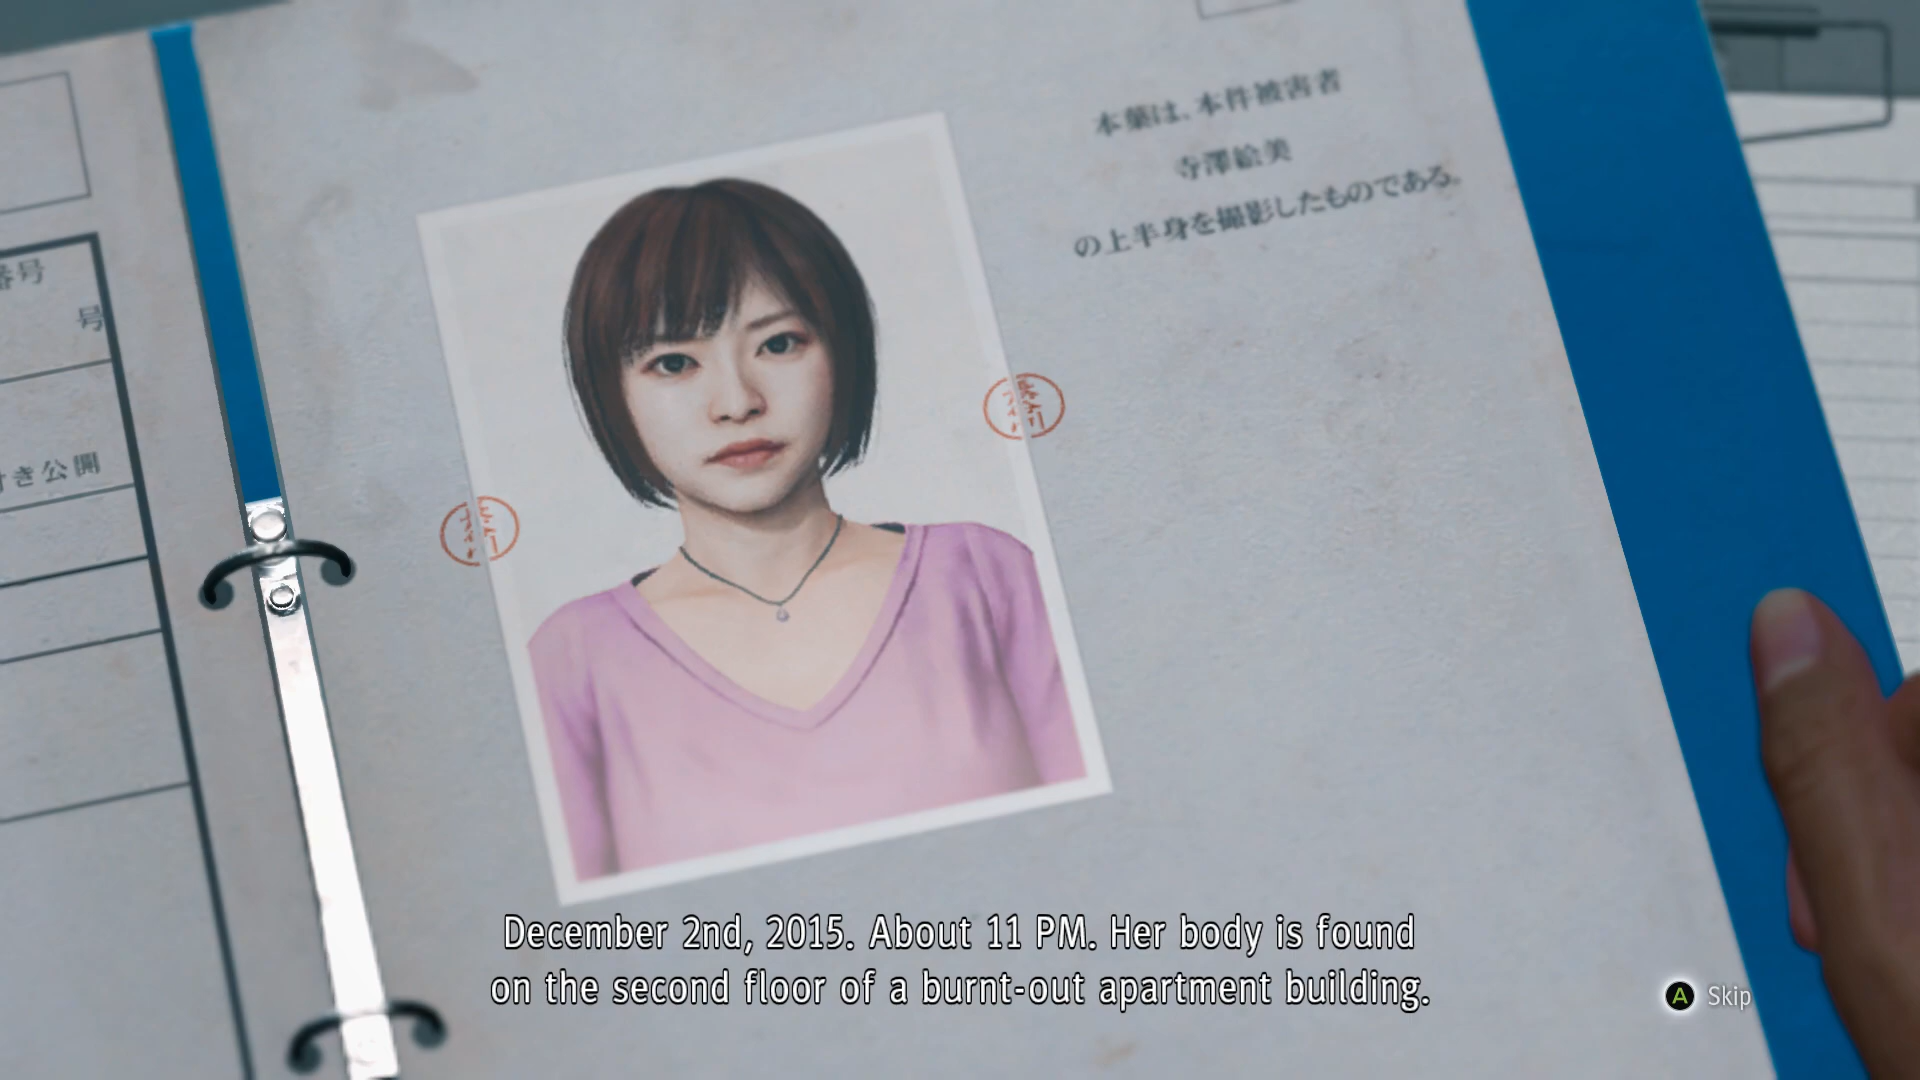 本葉は、本件被害者
寺澤絵美
の上半身を撮影したものである。
番号
号
き公開
December 2nd, 2015. About 11 PM. Her body is found
on the second floor of a burnt-out apartment building.
A Skip